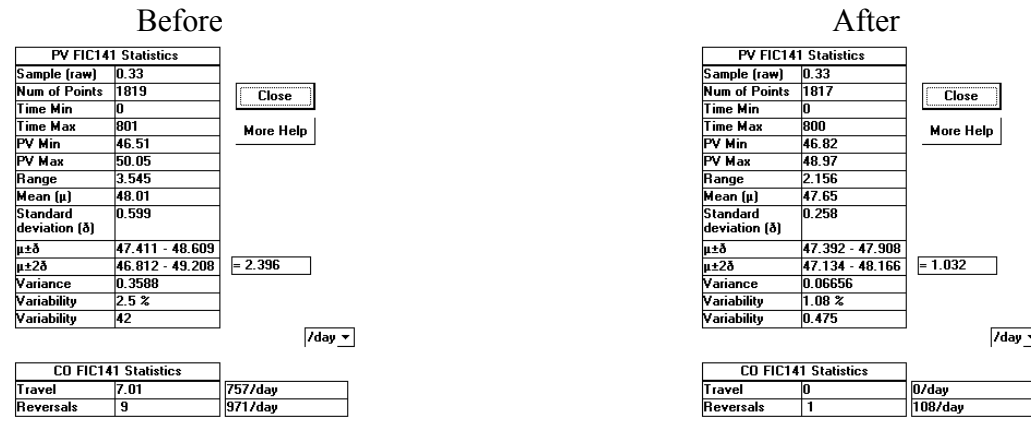 Before
PV FIC141 Statistics
Sample (raw) 0.33
Num of Points 1819
Time Min 0
Time Max 801
PV Min 46.51
PV Max 50.05
Range 3.545
Mean (µ) 48.01
Standard deviation (ð) 0.599
µ±ð 47.411 - 48.609
µ±2ð 46.812 - 49.208 = 2.396
Variance 0.3588
Variability 2.5 %
Variability 42
Close
More Help
/day
CO FIC141 Statistics
Travel 7.01 757/day
Reversals 9 971/day
After
PV FIC141 Statistics
Sample (raw) 0.33
Num of Points 1817
Time Min 0
Time Max 800
PV Min 46.82
PV Max 48.97
Range 2.156
Mean (µ) 47.65
Standard deviation (ð) 0.258
µ±ð 47.392 - 47.908
µ±2ð 47.134 - 48.166 = 1.032
Variance 0.06656
Variability 1.08 %
Variability 0.475
Close
More Help
/day
CO FIC141 Statistics
Travel 0 0/day
Reversals 1 108/day